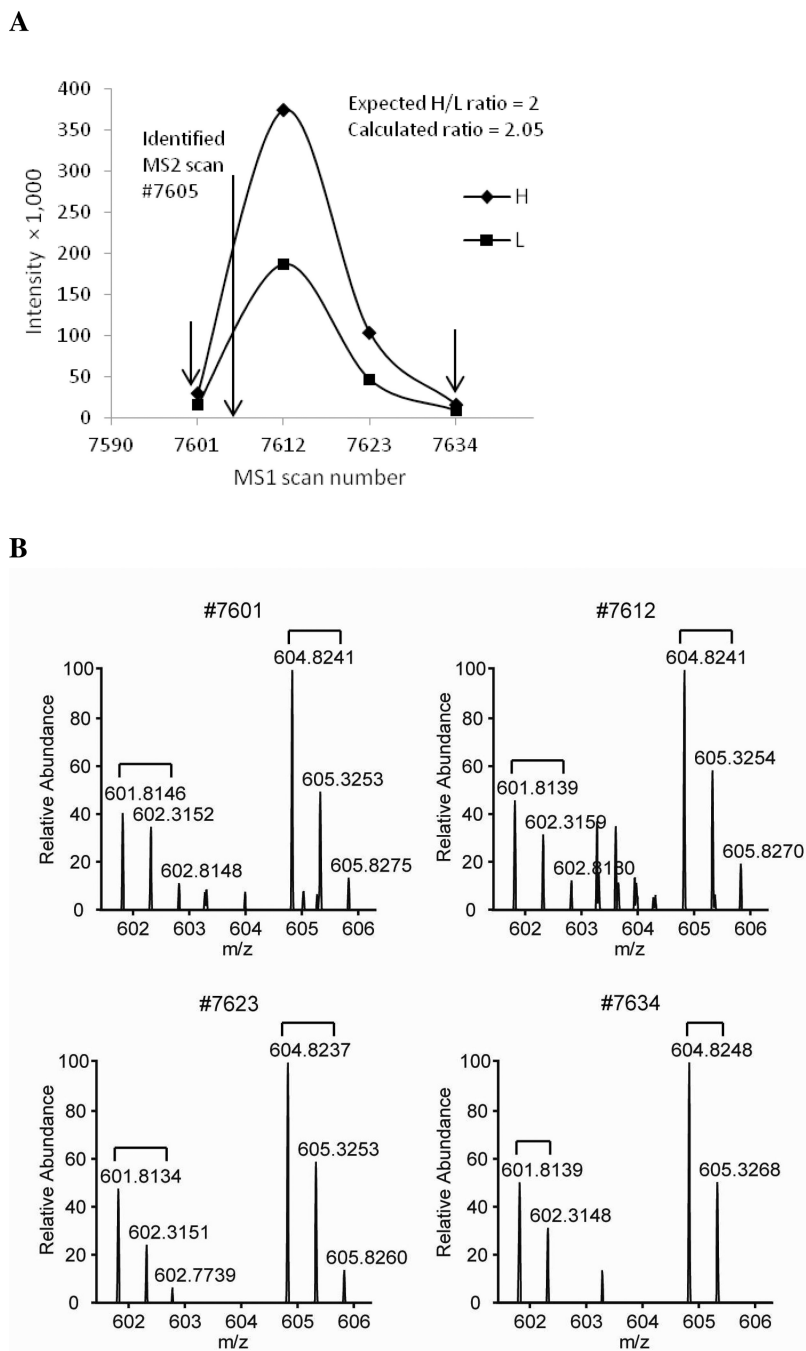 A
400
350
300
250
200
150
100
50
0
Intensity × 1,000
Identified
MS2 scan
#7605
Expected H/L ratio = 2
Calculated ratio = 2.05
H
L
7590 7601 7612 7623 7634
MS1 scan number
B
#7601
100
80
60
40
20
0
Relative Abundance
601.8146
602.3152
602.8148
604.8241
605.3253
605.8275
602 603 604 605 606
m/z
#7612
100
80
60
40
20
0
Relative Abundance
601.8139
602.3159
602.8180
604.8241
605.3254
605.8270
602 603 604 605 606
m/z
#7623
100
80
60
40
20
0
Relative Abundance
601.8134
602.3151
602.7739
604.8237
605.3253
605.8260
602 603 604 605 606
m/z
#7634
100
80
60
40
20
0
Relative Abundance
601.8139
602.3148
604.8248
605.3268
602 603 604 605 606
m/z